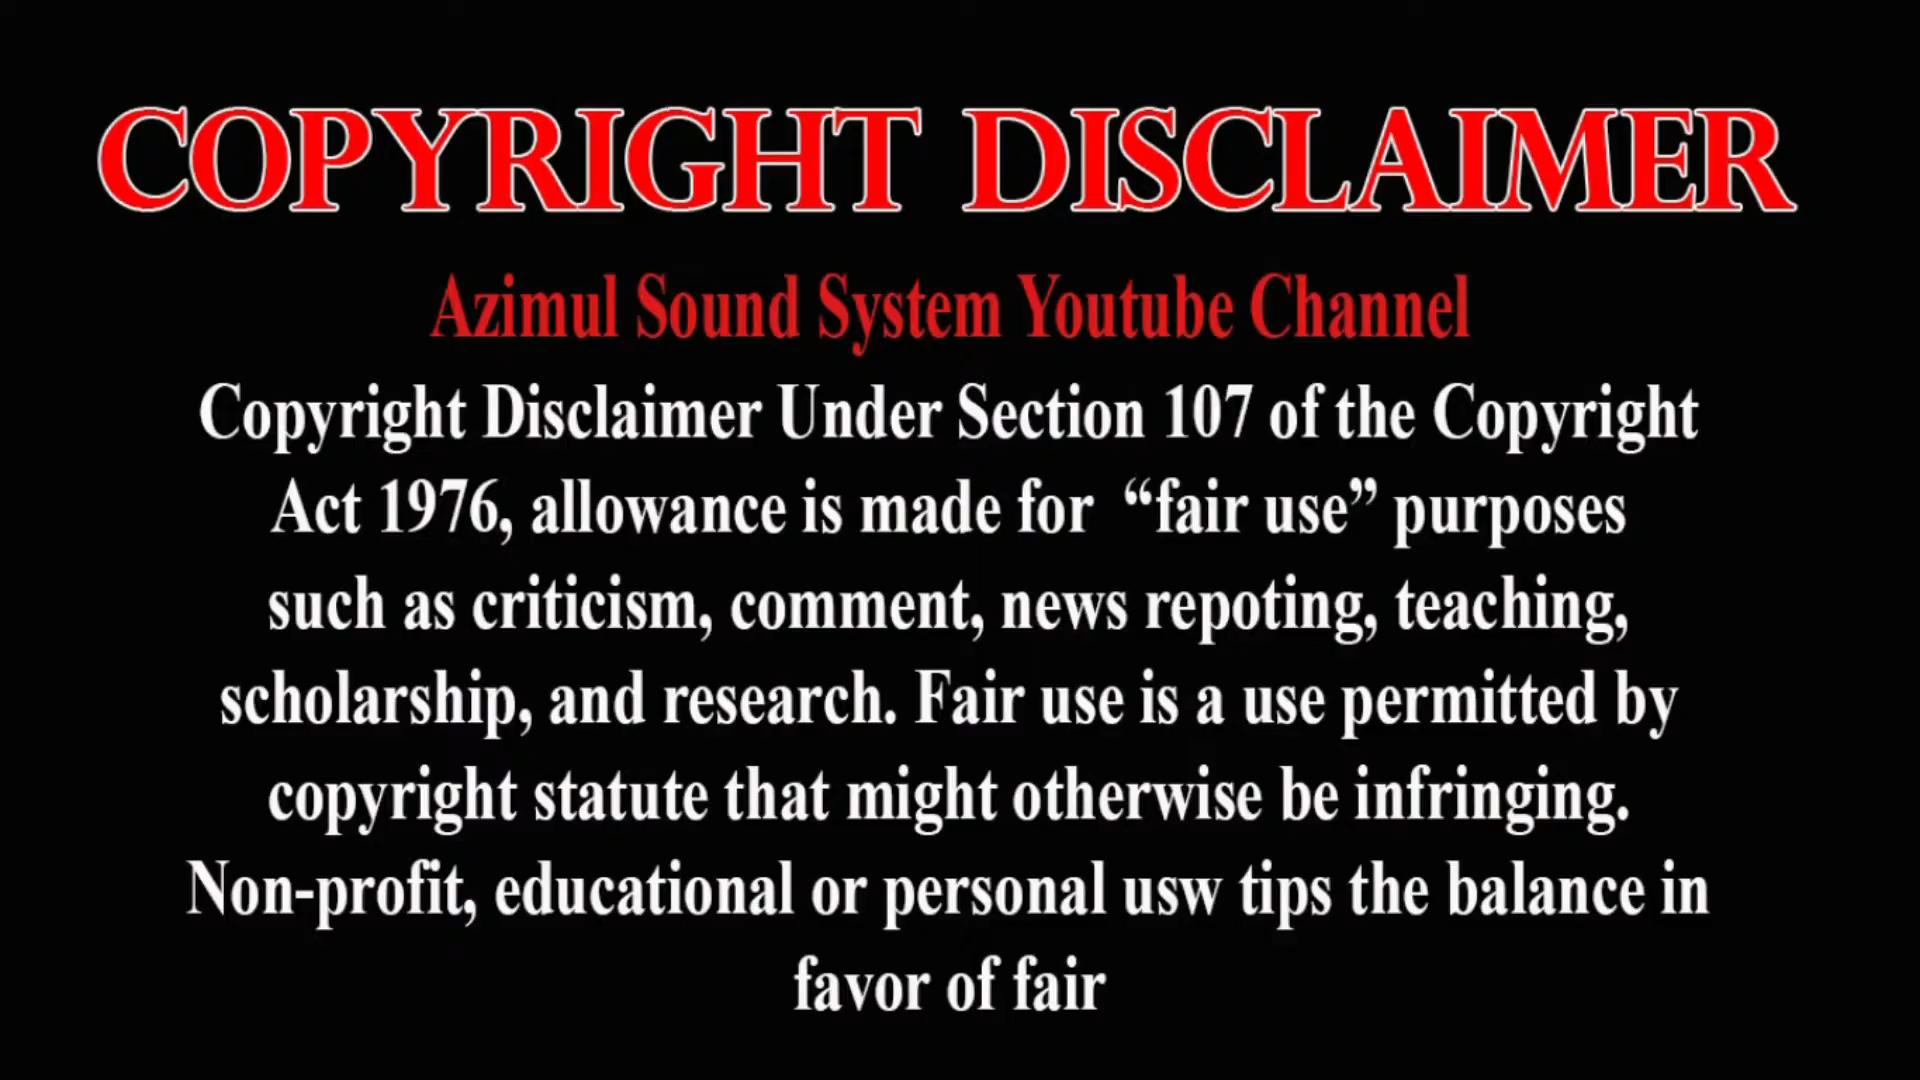 COPYRIGHT DISCLAIMER
Azimul Sound System Youtube Channel
Copyright Disclaimer Under Section 107 of the Copyright
Act 1976, allowance is made for “fair use” purposes
such as criticism, comment, news repoting, teaching,
scholarship, and research. Fair use is a use permitted by
copyright statute that might otherwise be infringing.
Non-profit, educational or personal usw tips the balance in
favor of fair